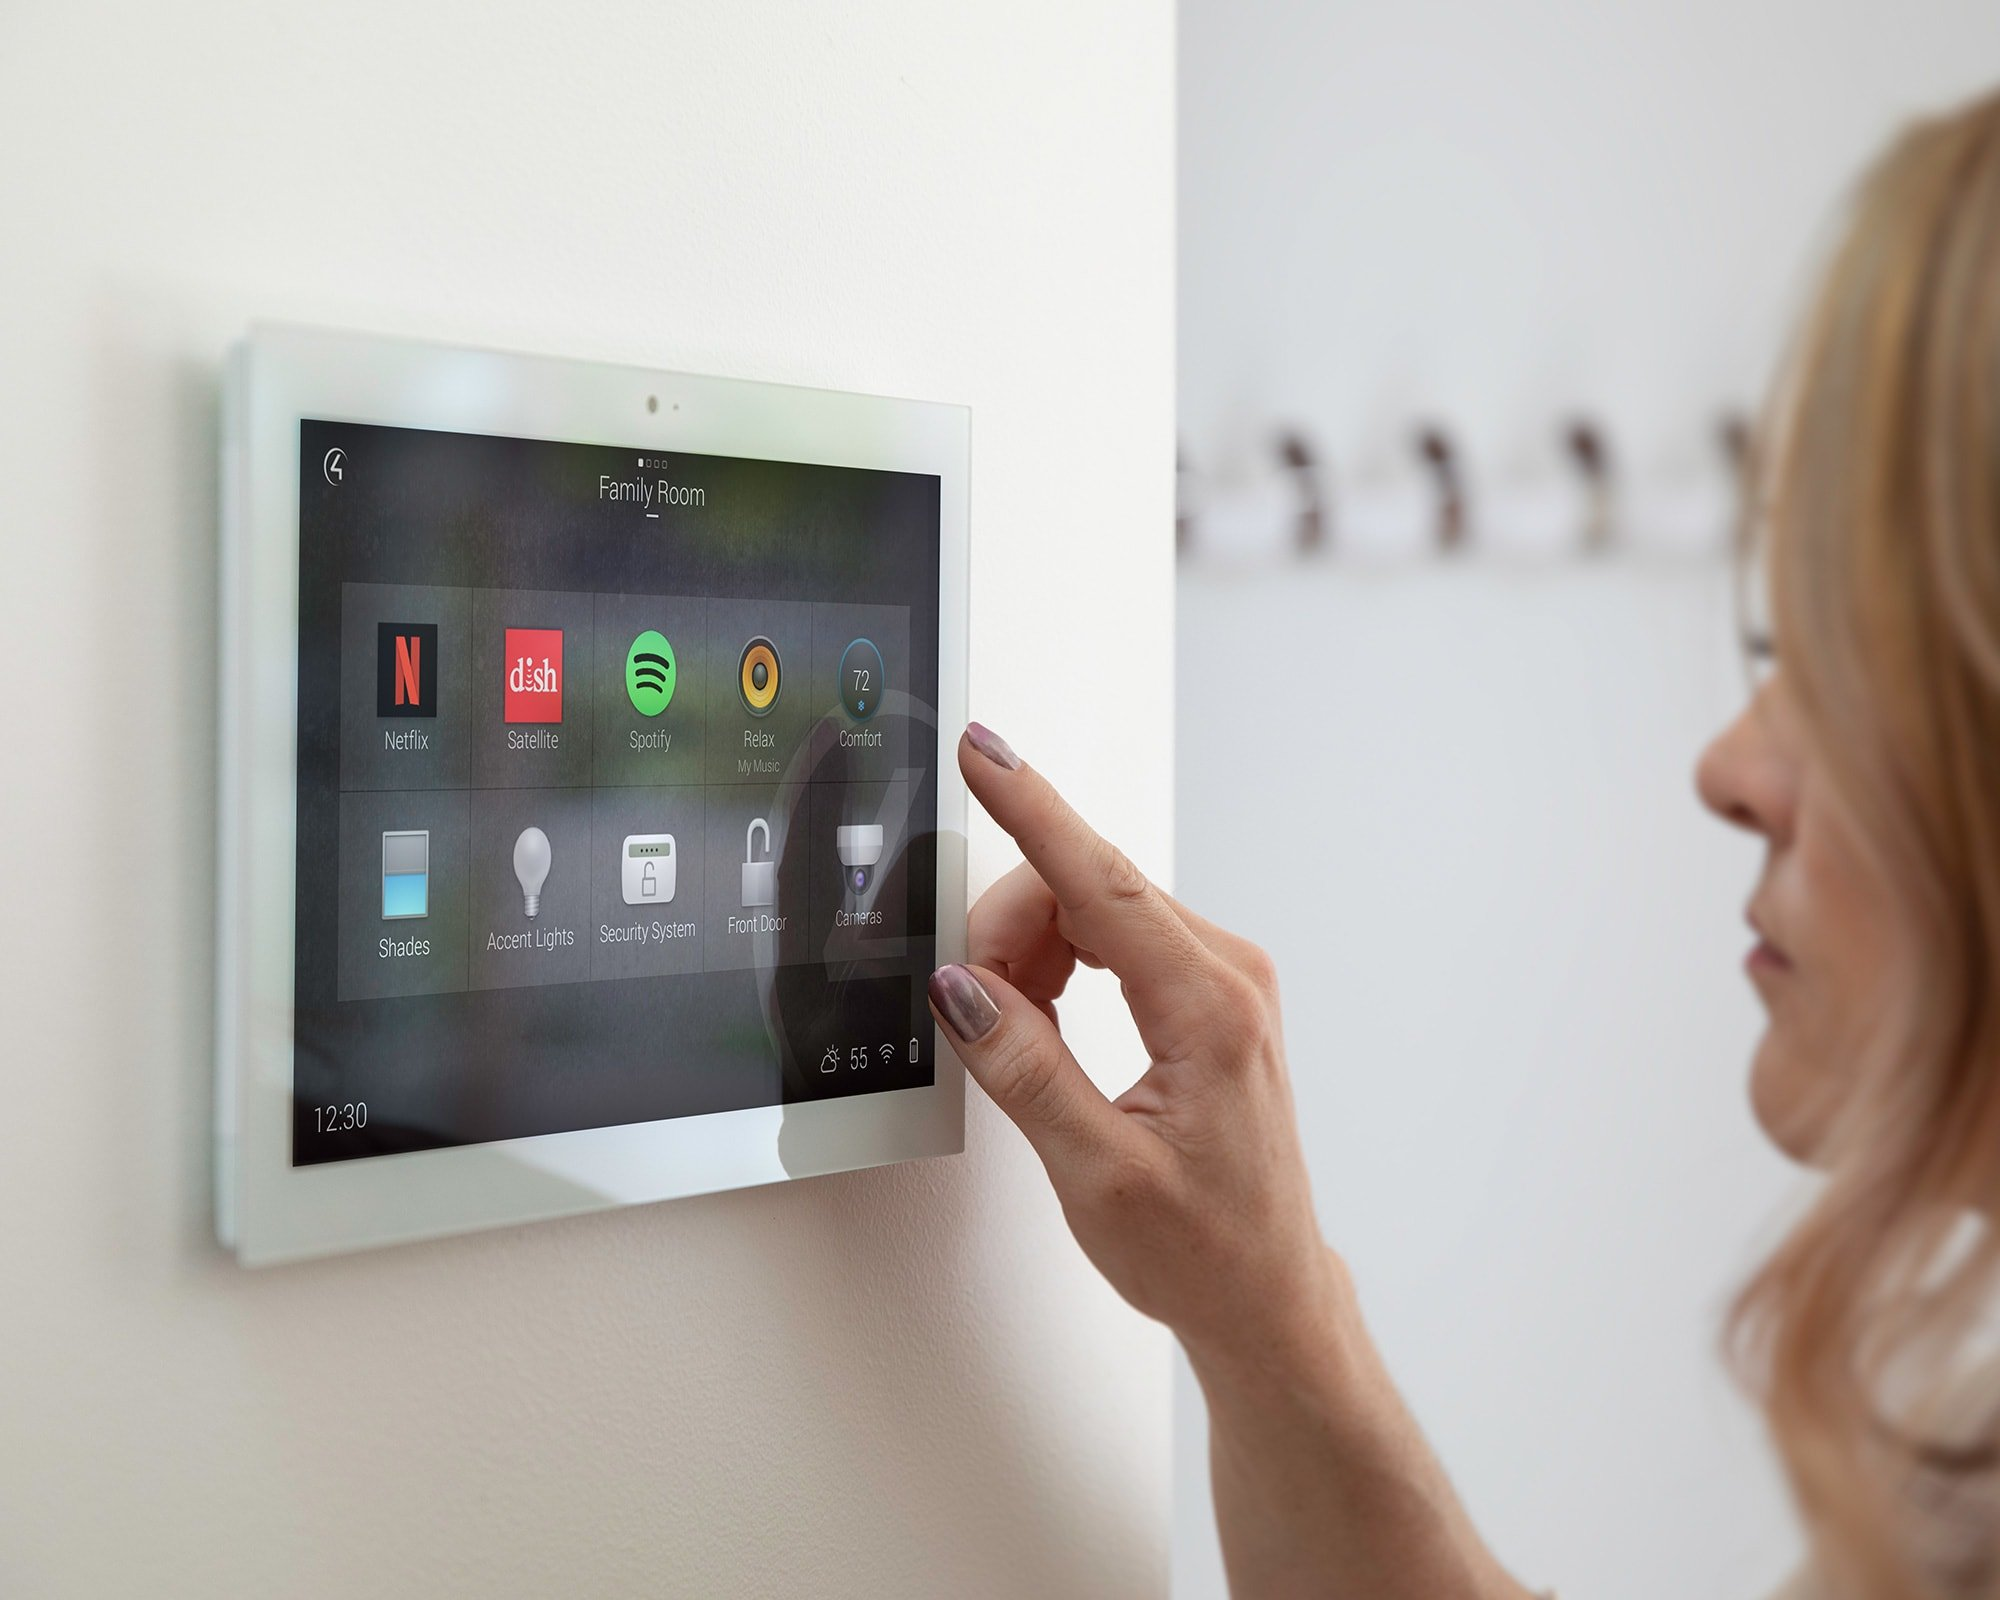 Family Room
dish
72
Netflix
Satellite
Spotify
Relax
My Music
Comfort
Shades
Accent Lights
Security System
Front Door
Cameras
55
12:30